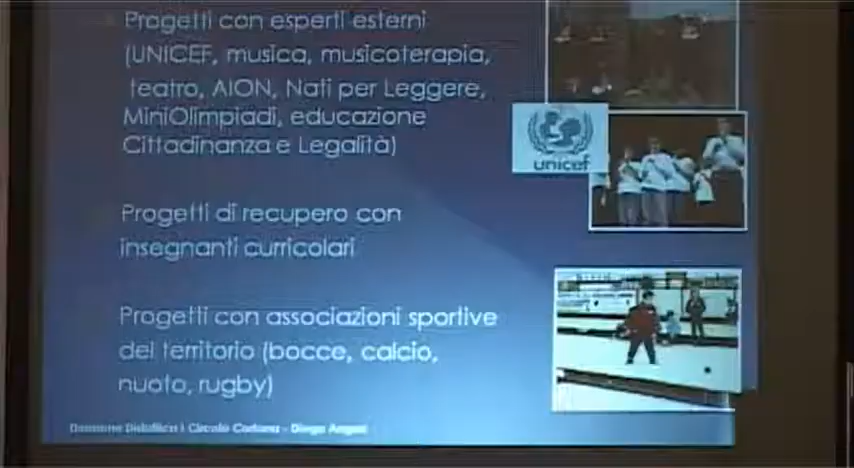 Progetti con esperti esterni
(UNICEF, musica, musicoterapia,
teatro, AION, Nati per Leggere,
MiniOlimpiadi, educazione
Cittadinanza e Legalità)
unicef
Progetti di recupero con
insegnanti curricolari
Progetti con associazioni sportive
del territorio (bocce, calcio,
nuoto, rugby)
I Circolo - Diego